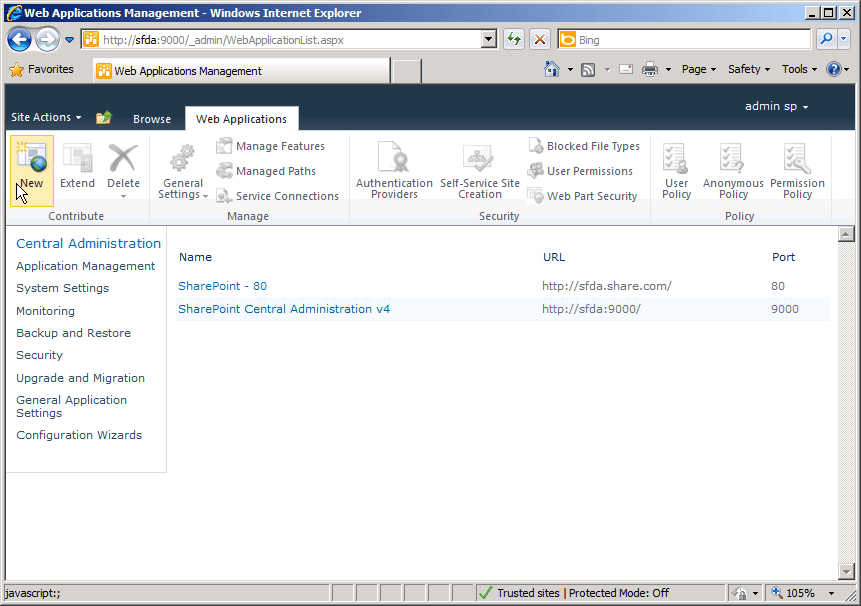 Web Applications Management - Windows Internet Explorer
http://sfda:9000/_admin/WebApplicationList.aspx
Bing
Favorites
Web Applications Management
Page
Safety
Tools
admin sp
Site Actions
Browse
Web Applications
New
Extend
Delete
Contribute
General
Settings
Manage Features
Managed Paths
Service Connections
Manage
Authentication
Providers
Self-Service Site
Creation
Blocked File Types
User Permissions
Web Part Security
Security
User
Policy
Anonymous
Policy
Permission
Policy
Policy
Central Administration
Application Management
System Settings
Monitoring
Backup and Restore
Security
Upgrade and Migration
General Application
Settings
Configuration Wizards
Name URL Port
SharePoint - 80 http://sfda.share.com/ 80
SharePoint Central Administration v4 http://sfda:9000/ 9000
javascript:;
Trusted sites | Protected Mode: Off
105%